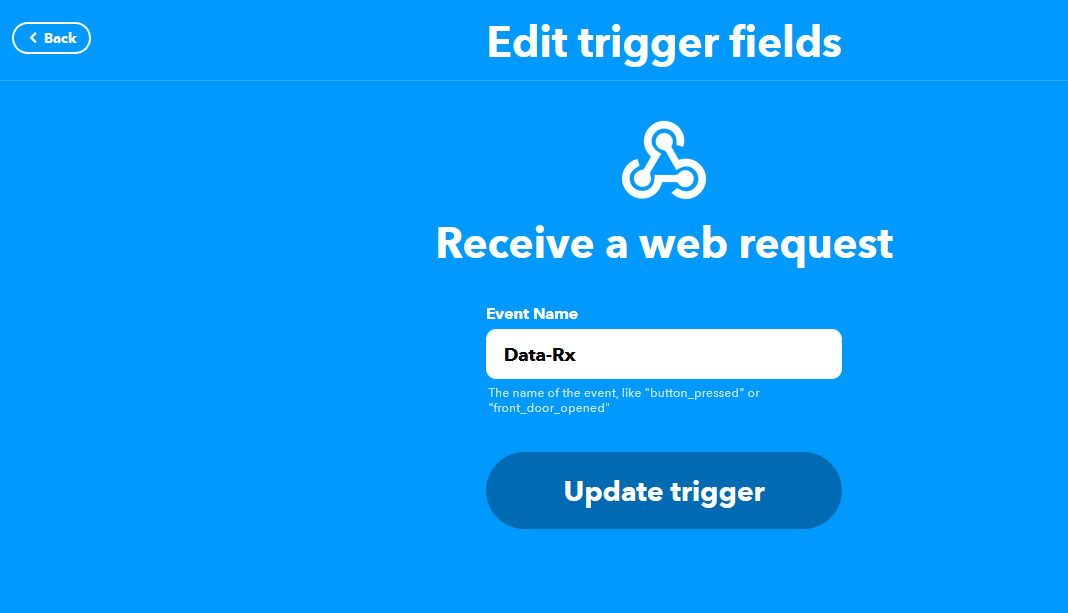 Back
Edit trigger fields
Receive a web request
Event Name
Data-Rx
The name of the event, like "button_pressed" or
"front_door_opened"
Update trigger